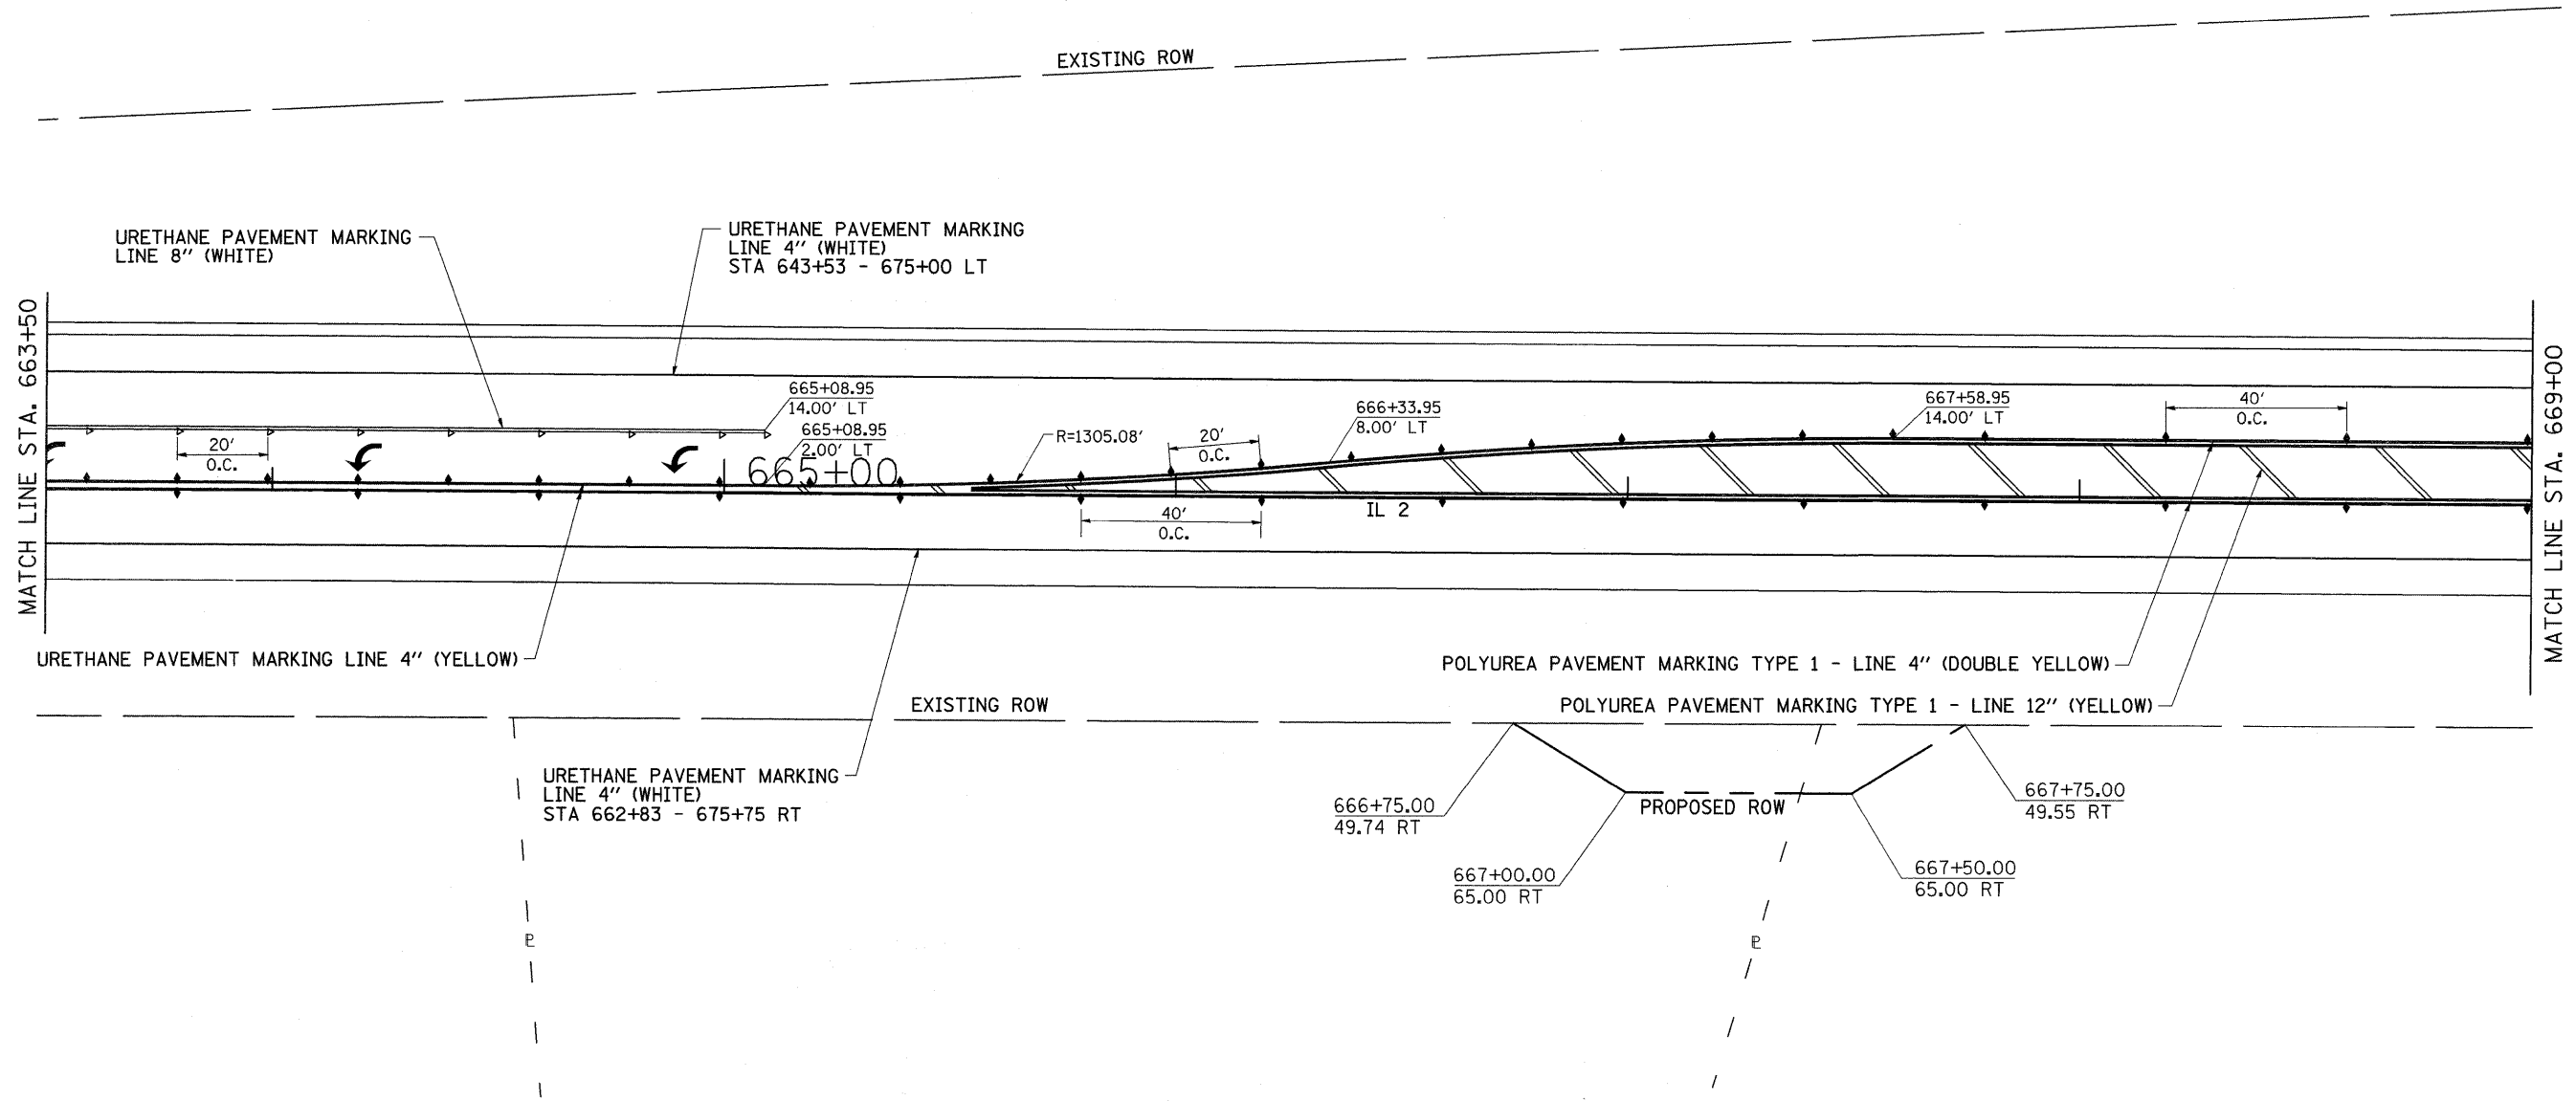 EXISTING ROW
URETHANE PAVEMENT MARKING
LINE 8" (WHITE)
URETHANE PAVEMENT MARKING
LINE 4" (WHITE)
STA 643+53 - 675+00 LT
MATCH LINE STA. 663+50
MATCH LINE STA. 669+00
665+08.95
14.00' LT
665+08.95
2.00' LT
665+00
20'
O.C.
R=1305.08'
20'
O.C.
666+33.95
8.00' LT
667+58.95
14.00' LT
40'
O.C.
40'
O.C.
IL 2
URETHANE PAVEMENT MARKING LINE 4" (YELLOW)
POLYUREA PAVEMENT MARKING TYPE 1 - LINE 4" (DOUBLE YELLOW)
POLYUREA PAVEMENT MARKING TYPE 1 - LINE 12" (YELLOW)
EXISTING ROW
URETHANE PAVEMENT MARKING
LINE 4" (WHITE)
STA 662+83 - 675+75 RT
666+75.00
49.74 RT
PROPOSED ROW
667+75.00
49.55 RT
667+00.00
65.00 RT
667+50.00
65.00 RT
℄
℄